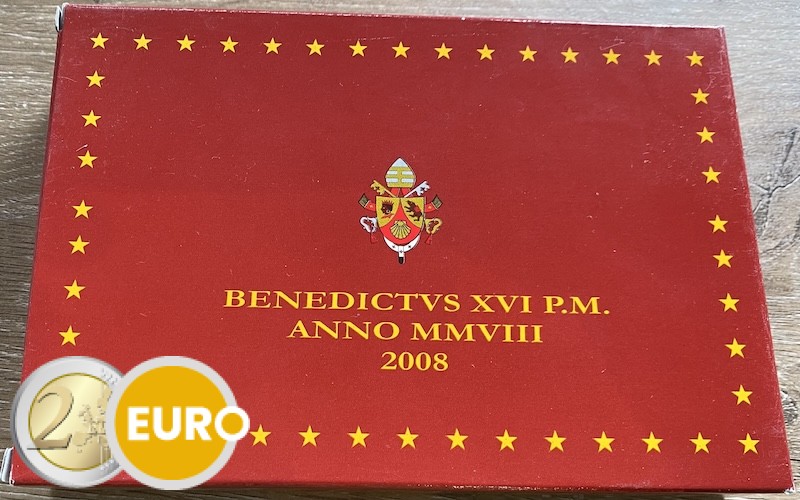 BENEDICTVS XVI P.M.
ANNO MMVIII
2008
2 EURO